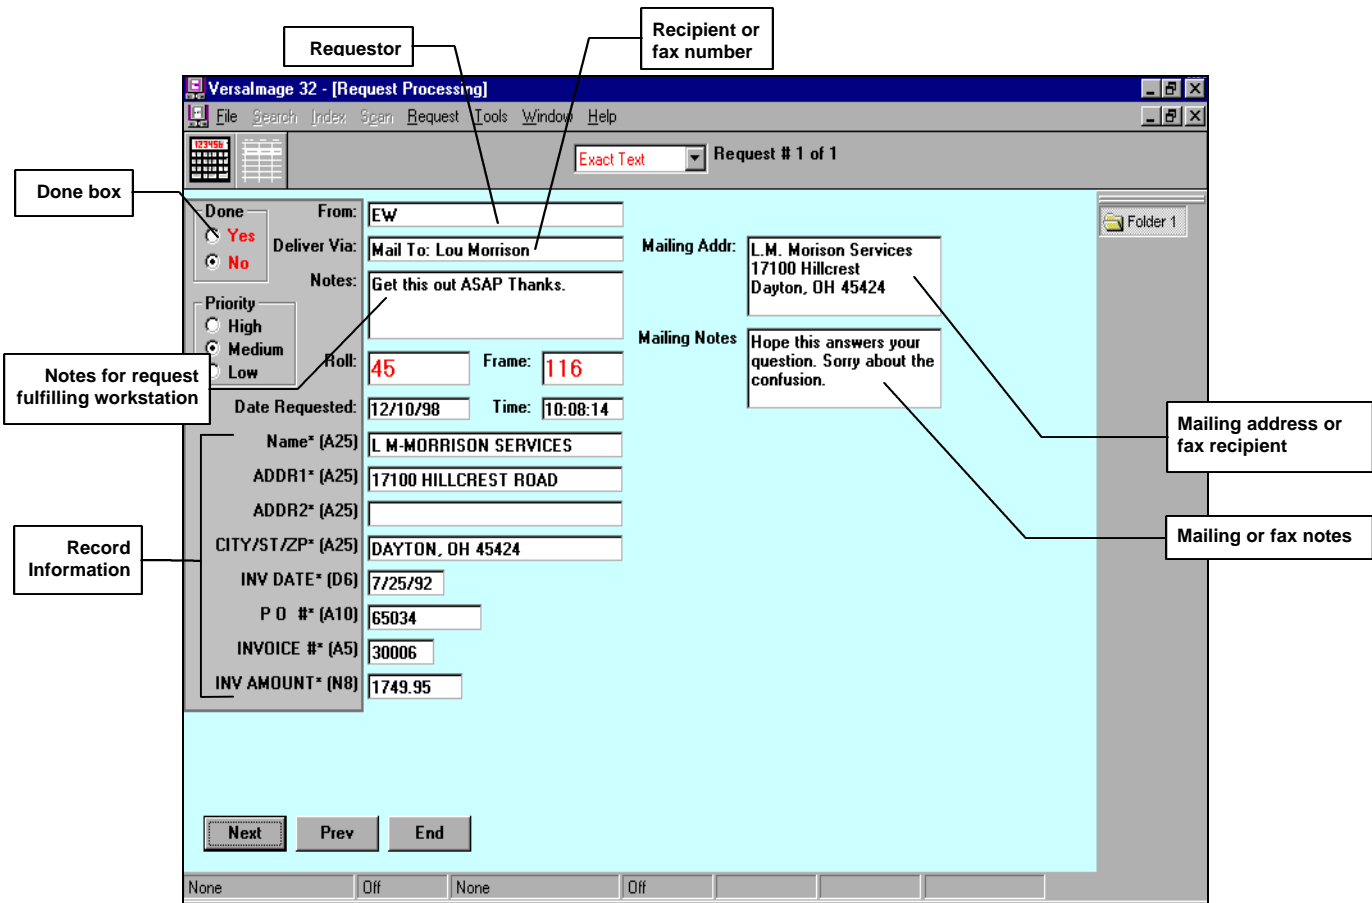 Requestor
Recipient or
fax number
VersaImage 32 - [Request Processing]
File Search Index Scan Request Tools Window Help
123456
Exact Text
Request # 1 of 1
Done box
Done
Yes
No
From:
EW
Deliver Via:
Mail To: Lou Morrison
Notes:
Get this out ASAP Thanks.
Mailing Addr:
L.M. Morison Services
17100 Hillcrest
Dayton, OH 45424
Folder 1
Priority
High
Medium
Low
Mailing Notes
Hope this answers your
question. Sorry about the
confusion.
Notes for request
fulfilling workstation
Roll:
45
Frame:
116
Date Requested:
12/10/98
Time:
10:08:14
Mailing address or
fax recipient
Name* (A25)
L M-MORRISON SERVICES
ADDR1* (A25)
17100 HILLCREST ROAD
ADDR2* (A25)
CITY/ST/ZP* (A25)
DAYTON, OH 45424
Mailing or fax notes
Record
Information
INV DATE* (D6)
7/25/92
P O #* (A10)
65034
INVOICE #* (A5)
30006
INV AMOUNT* (N8)
1749.95
Next
Prev
End
None
Off
None
Off